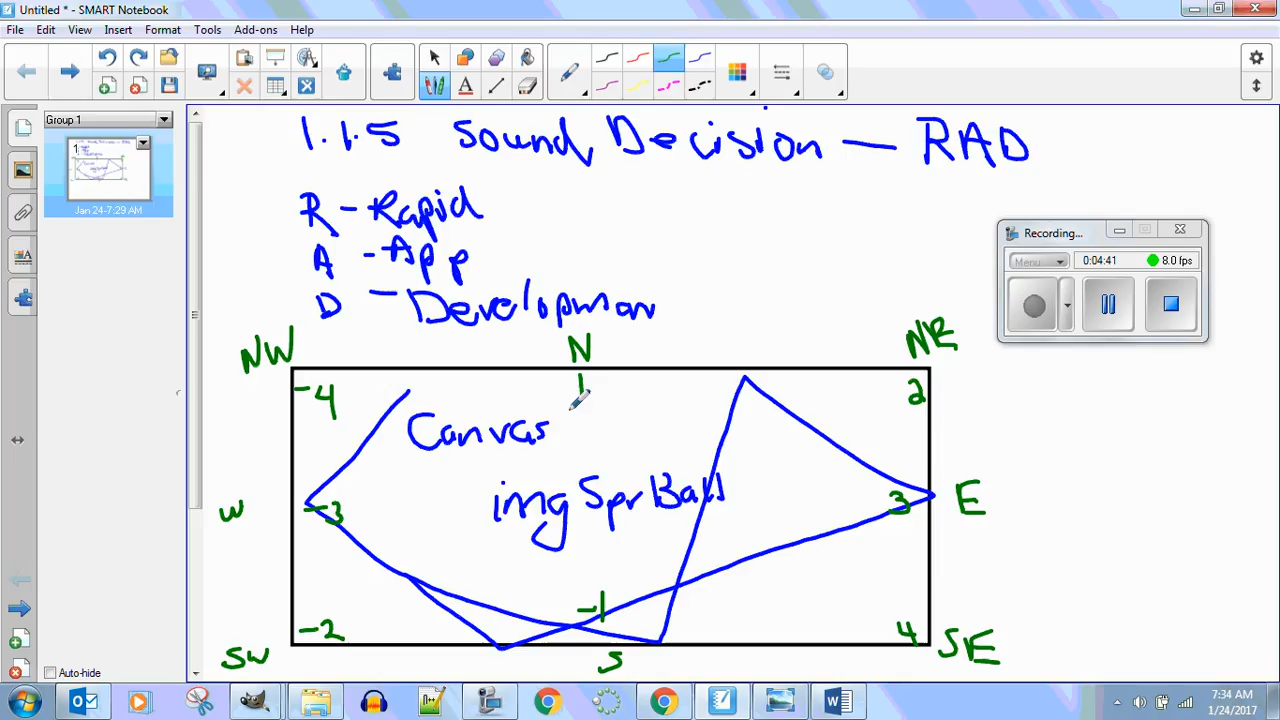 Untitled * - SMART Notebook
File Edit View Insert Format Tools Add-ons Help
Group 1
1
Jan 24-7:29 AM
Auto-hide
1.1.5 Sound Decision — RAD
R - Rapid
A - App
D - Developmen
NW N NE
-4 1 2
Canvas
imgSprBall
W -3 3 E
-1
-2 4
SW S SE
Recording...
Menu 0:04:41 8.0 fps
7:34 AM
1/24/2017